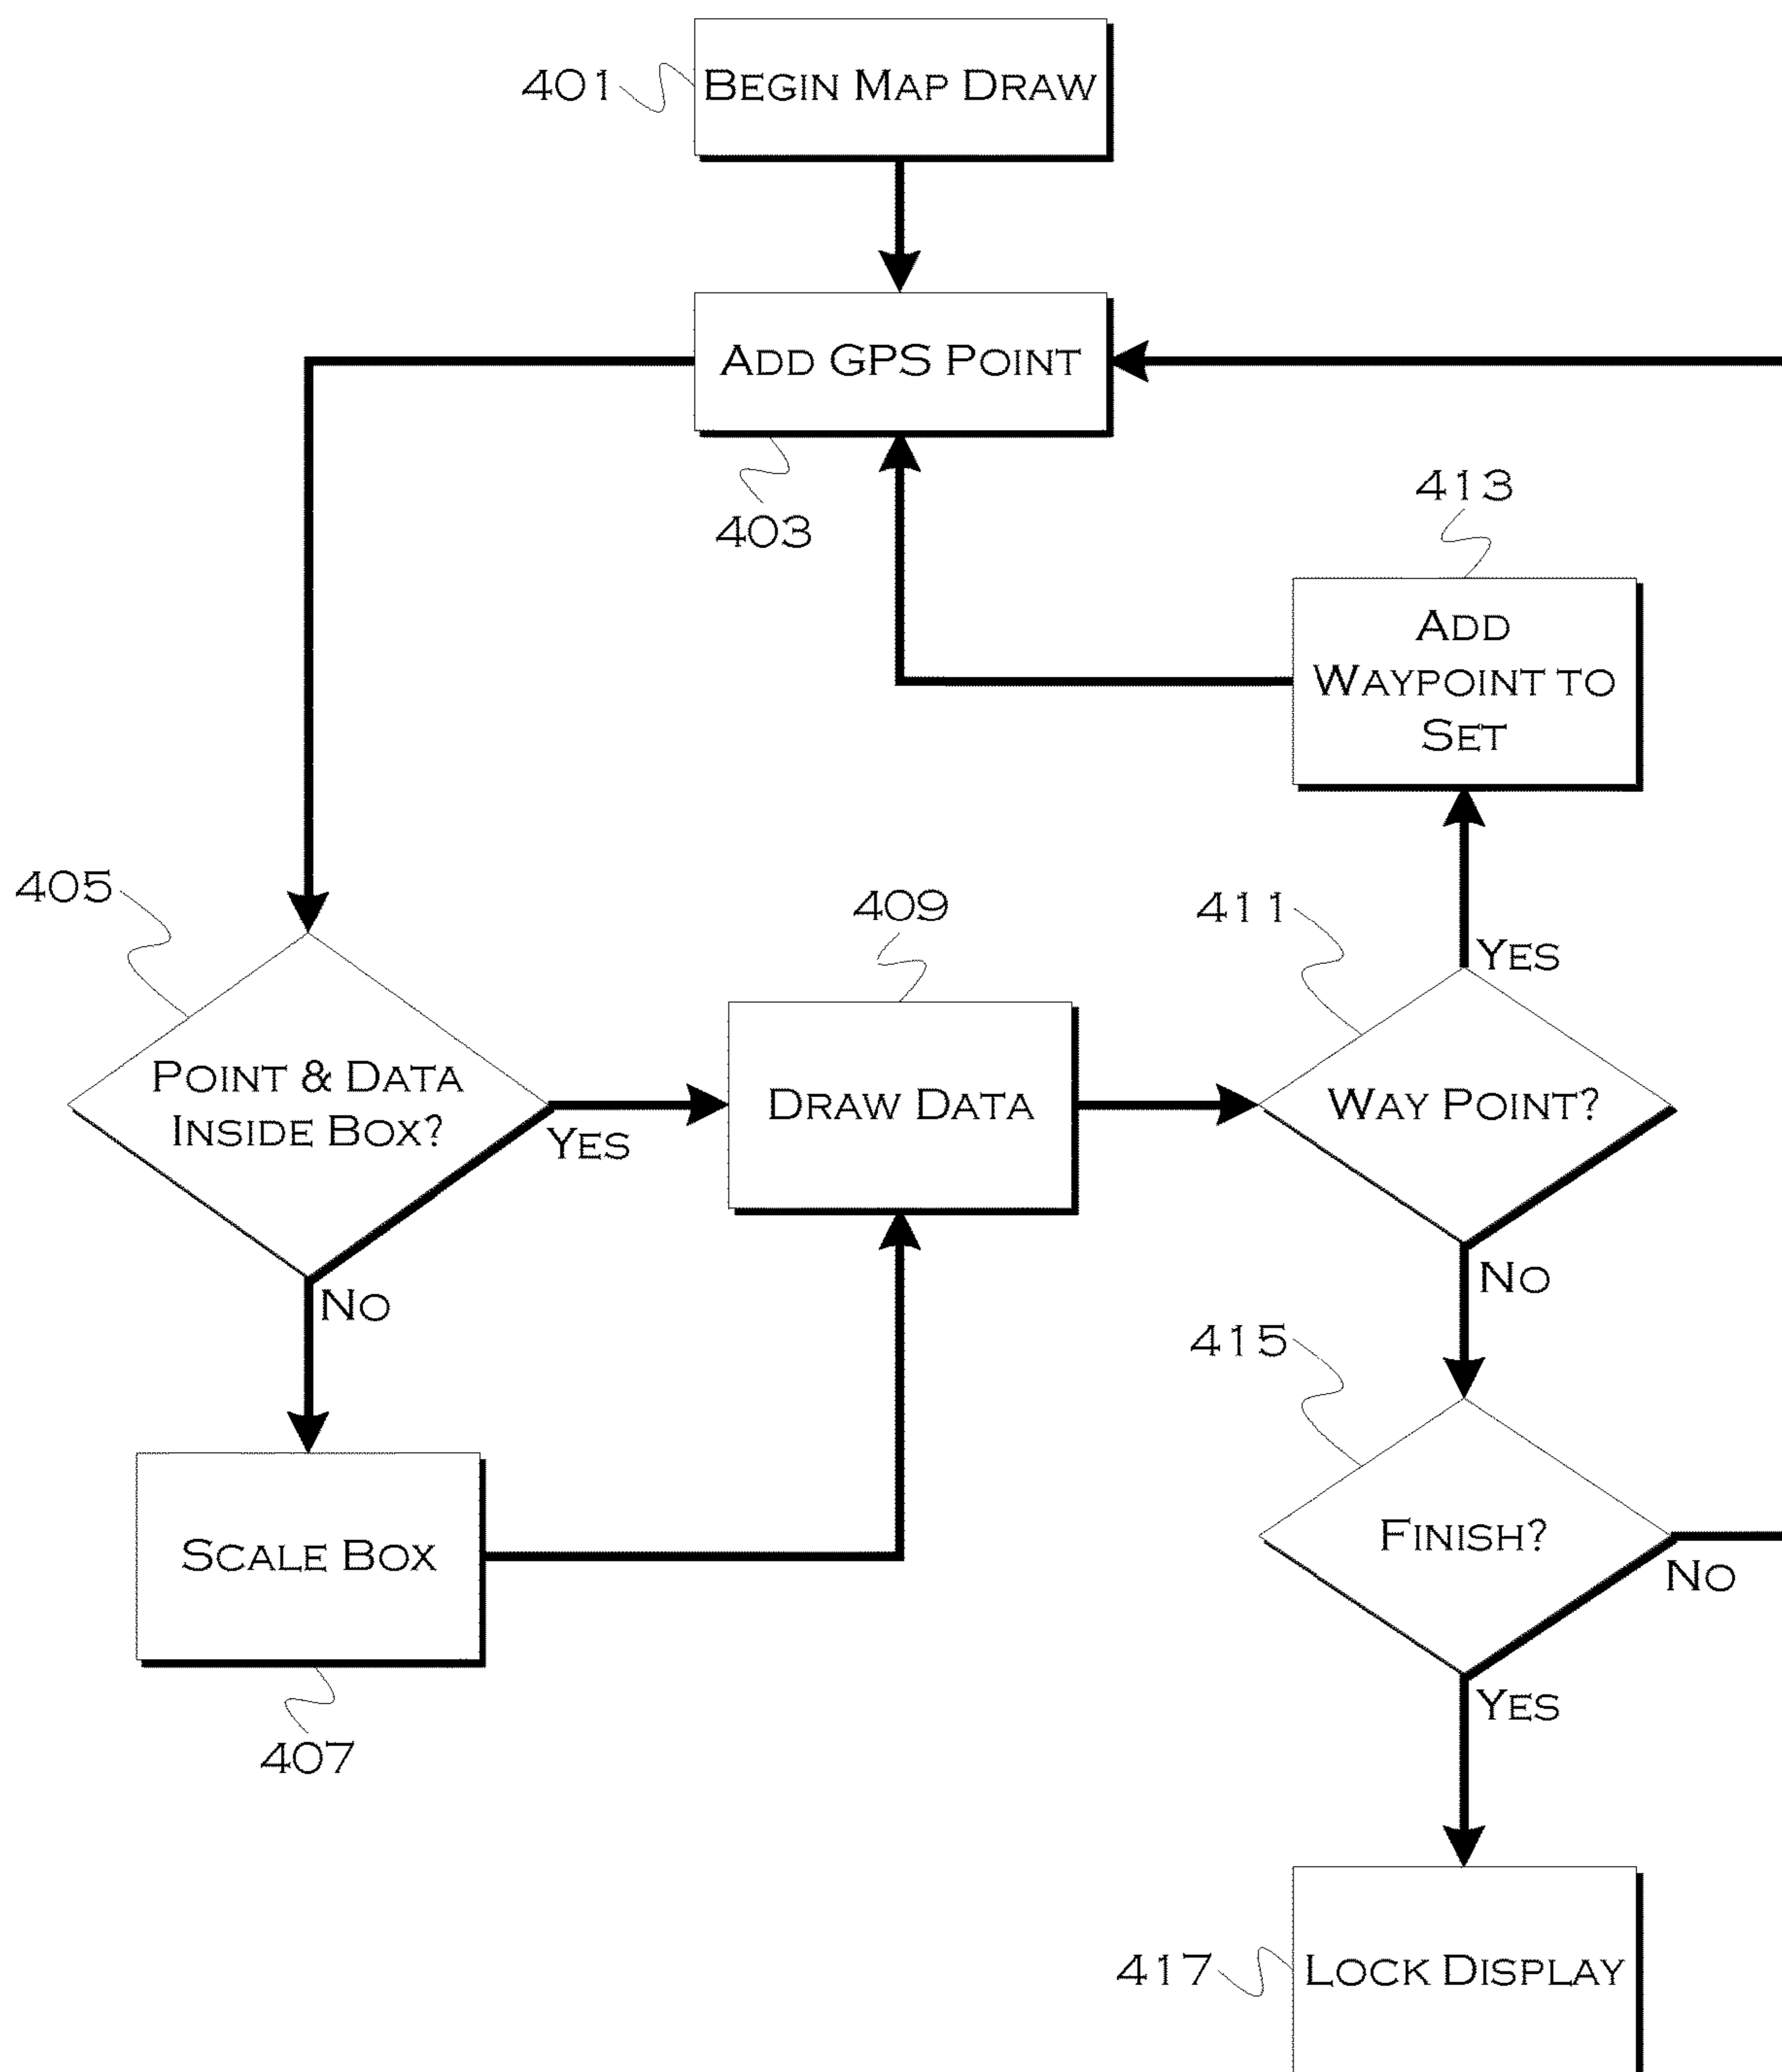 401
BEGIN MAP DRAW
ADD GPS POINT
403
413
ADD
WAYPOINT TO
SET
405
409
411
YES
POINT & DATA
INSIDE BOX?
YES
DRAW DATA
WAY POINT?
NO
NO
415
SCALE BOX
FINISH?
NO
407
YES
417
LOCK DISPLAY